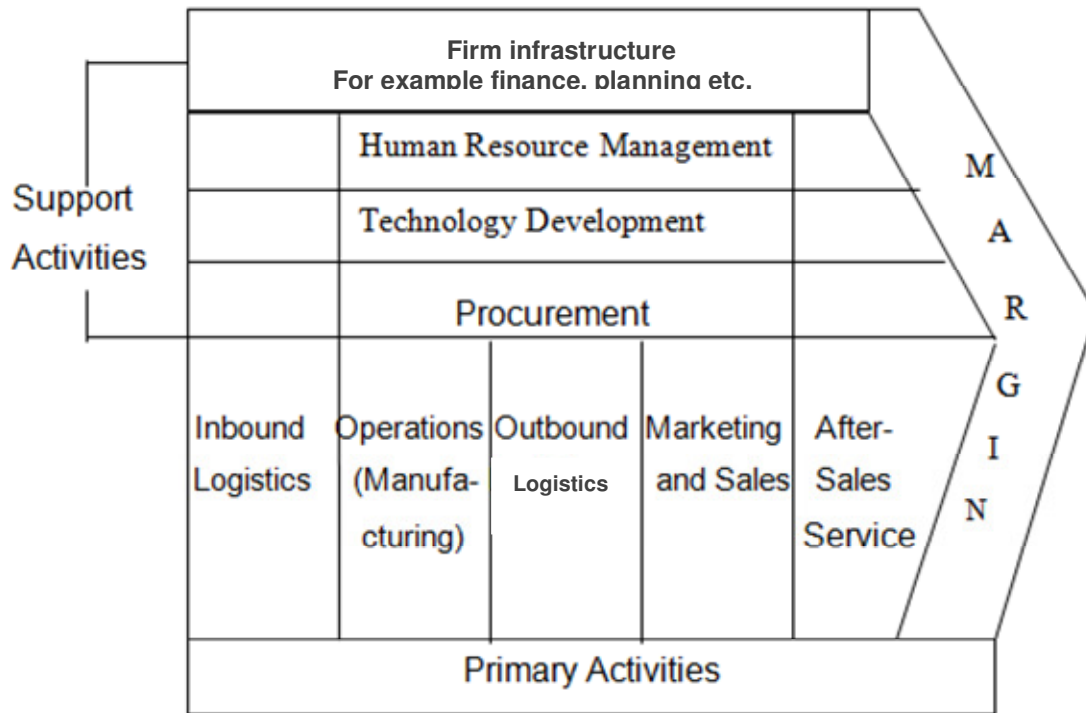 Firm infrastructure
For example finance, planning etc.
Human Resource Management
Support
Activities
Technology Development
Procurement
Inbound
Logistics
Operations
(Manufa-
cturing)
Outbound
Logistics
Marketing
and Sales
After-
Sales
Service
M
A
R
G
I
N
Primary Activities